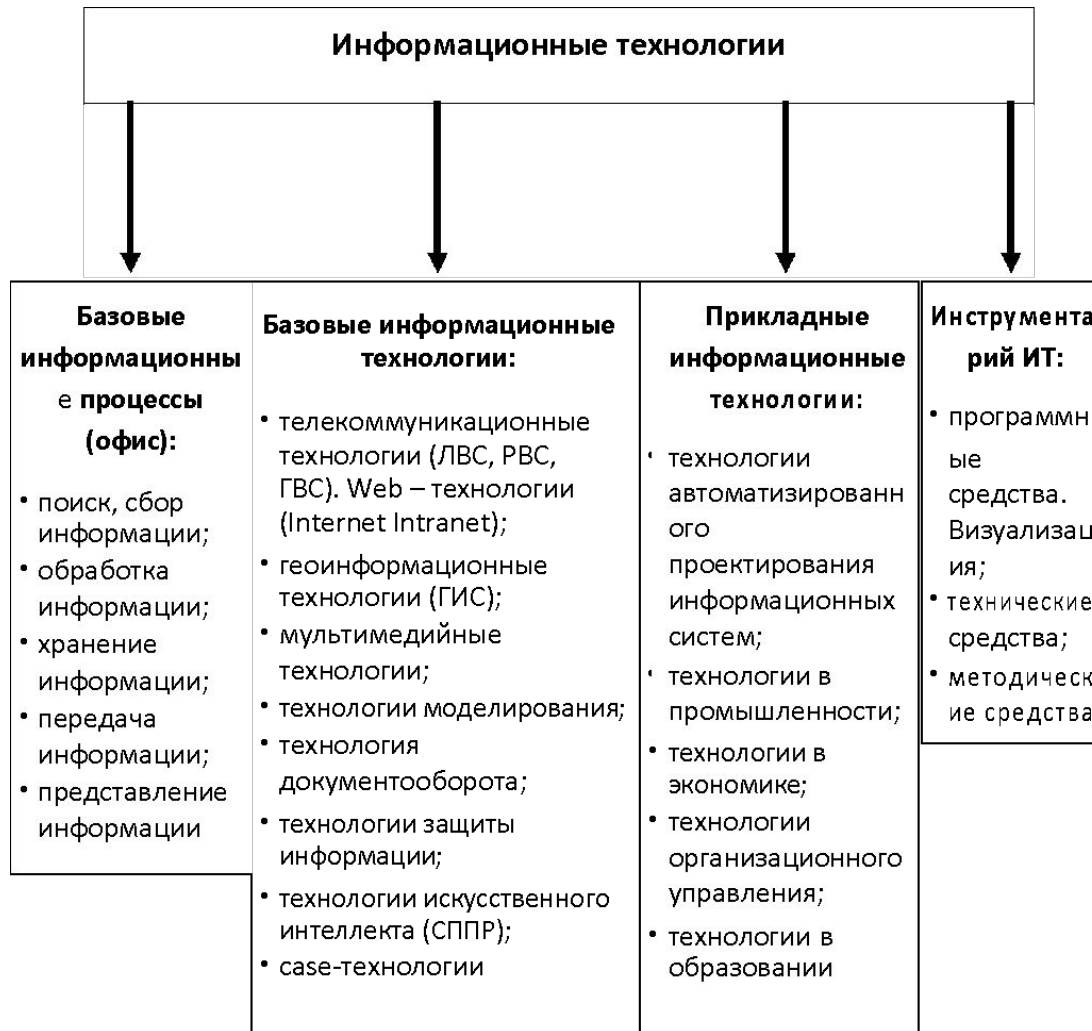 Информационные технологии
Базовые
информационны
е процессы
(офис):
• поиск, сбор
информации;
• обработка
информации;
• хранение
информации;
• передача
информации;
• представление
информации
Базовые информационные
технологии:
• телекоммуникационные
технологии (ЛВС, РВС,
ГВС). Web – технологии
(Internet Intranet);
• геоинформационные
технологии (ГИС);
• мультимедийные
технологии;
• технологии моделирования;
• технология
документооборота;
• технологии защиты
информации;
• технологии искусственного
интеллекта (СППР);
• case-технологии
Прикладные
информационные
технологии:
• технологии
автоматизированн
ого
проектирования
информационных
систем;
• технологии в
промышленности;
• технологии в
экономике;
• технологии
организационного
управления;
• технологии в
образовании
Инструмента
рий ИТ:
• программн
ые
средства.
Визуализац
ия;
• технические
средства;
• методическ
ие средства